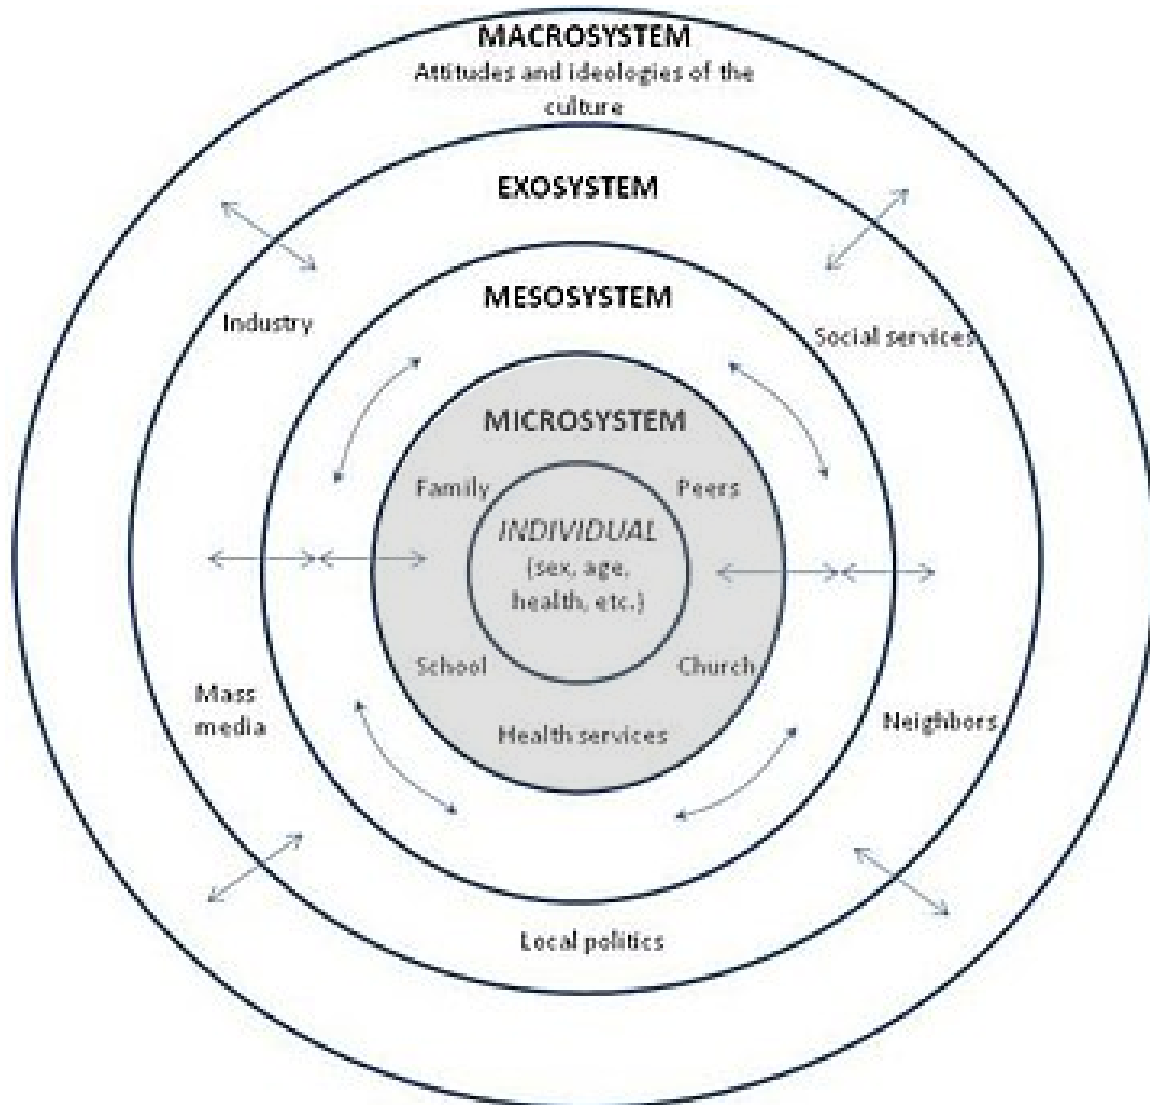 MACROSYSTEM
Attitudes and ideologies of the
culture
EXOSYSTEM
MESOSYSTEM
Industry
Social services
MICROSYSTEM
Family
Peers
INDIVIDUAL
(sex, age,
health, etc.)
School
Church
Mass
media
Neighbors
Health services
Local politics